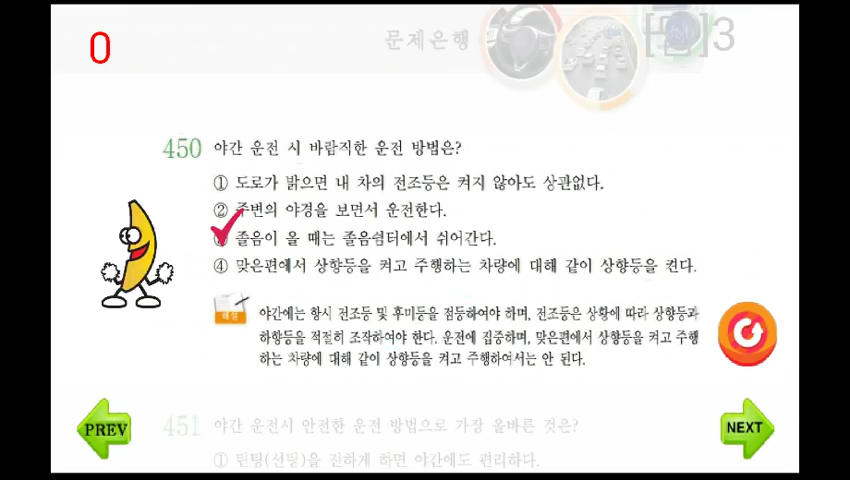 0
문제은행
[답]3
450 야간 운전 시 바람직한 운전 방법은?
① 도로가 밝으면 내 차의 전조등은 켜지 않아도 상관없다.
② 주변의 야경을 보면서 운전한다.
③ 졸음이 올 때는 졸음쉼터에서 쉬어간다.
④ 맞은편에서 상향등을 켜고 주행하는 차량에 대해 같이 상향등을 켠다.
해설
야간에는 항시 전조등 및 후미등을 점등하여야 하며, 전조등은 상황에 따라 상향등과
하향등을 적절히 조작하여야 한다. 운전에 집중하며, 맞은편에서 상향등을 켜고 주행
하는 차량에 대해 같이 상향등을 켜고 주행하여서는 안 된다.
PREV
NEXT
451 야간 운전시 안전한 운전 방법으로 가장 올바른 것은?
① 틴팅(선팅)을 진하게 하면 야간에도 편리하다.